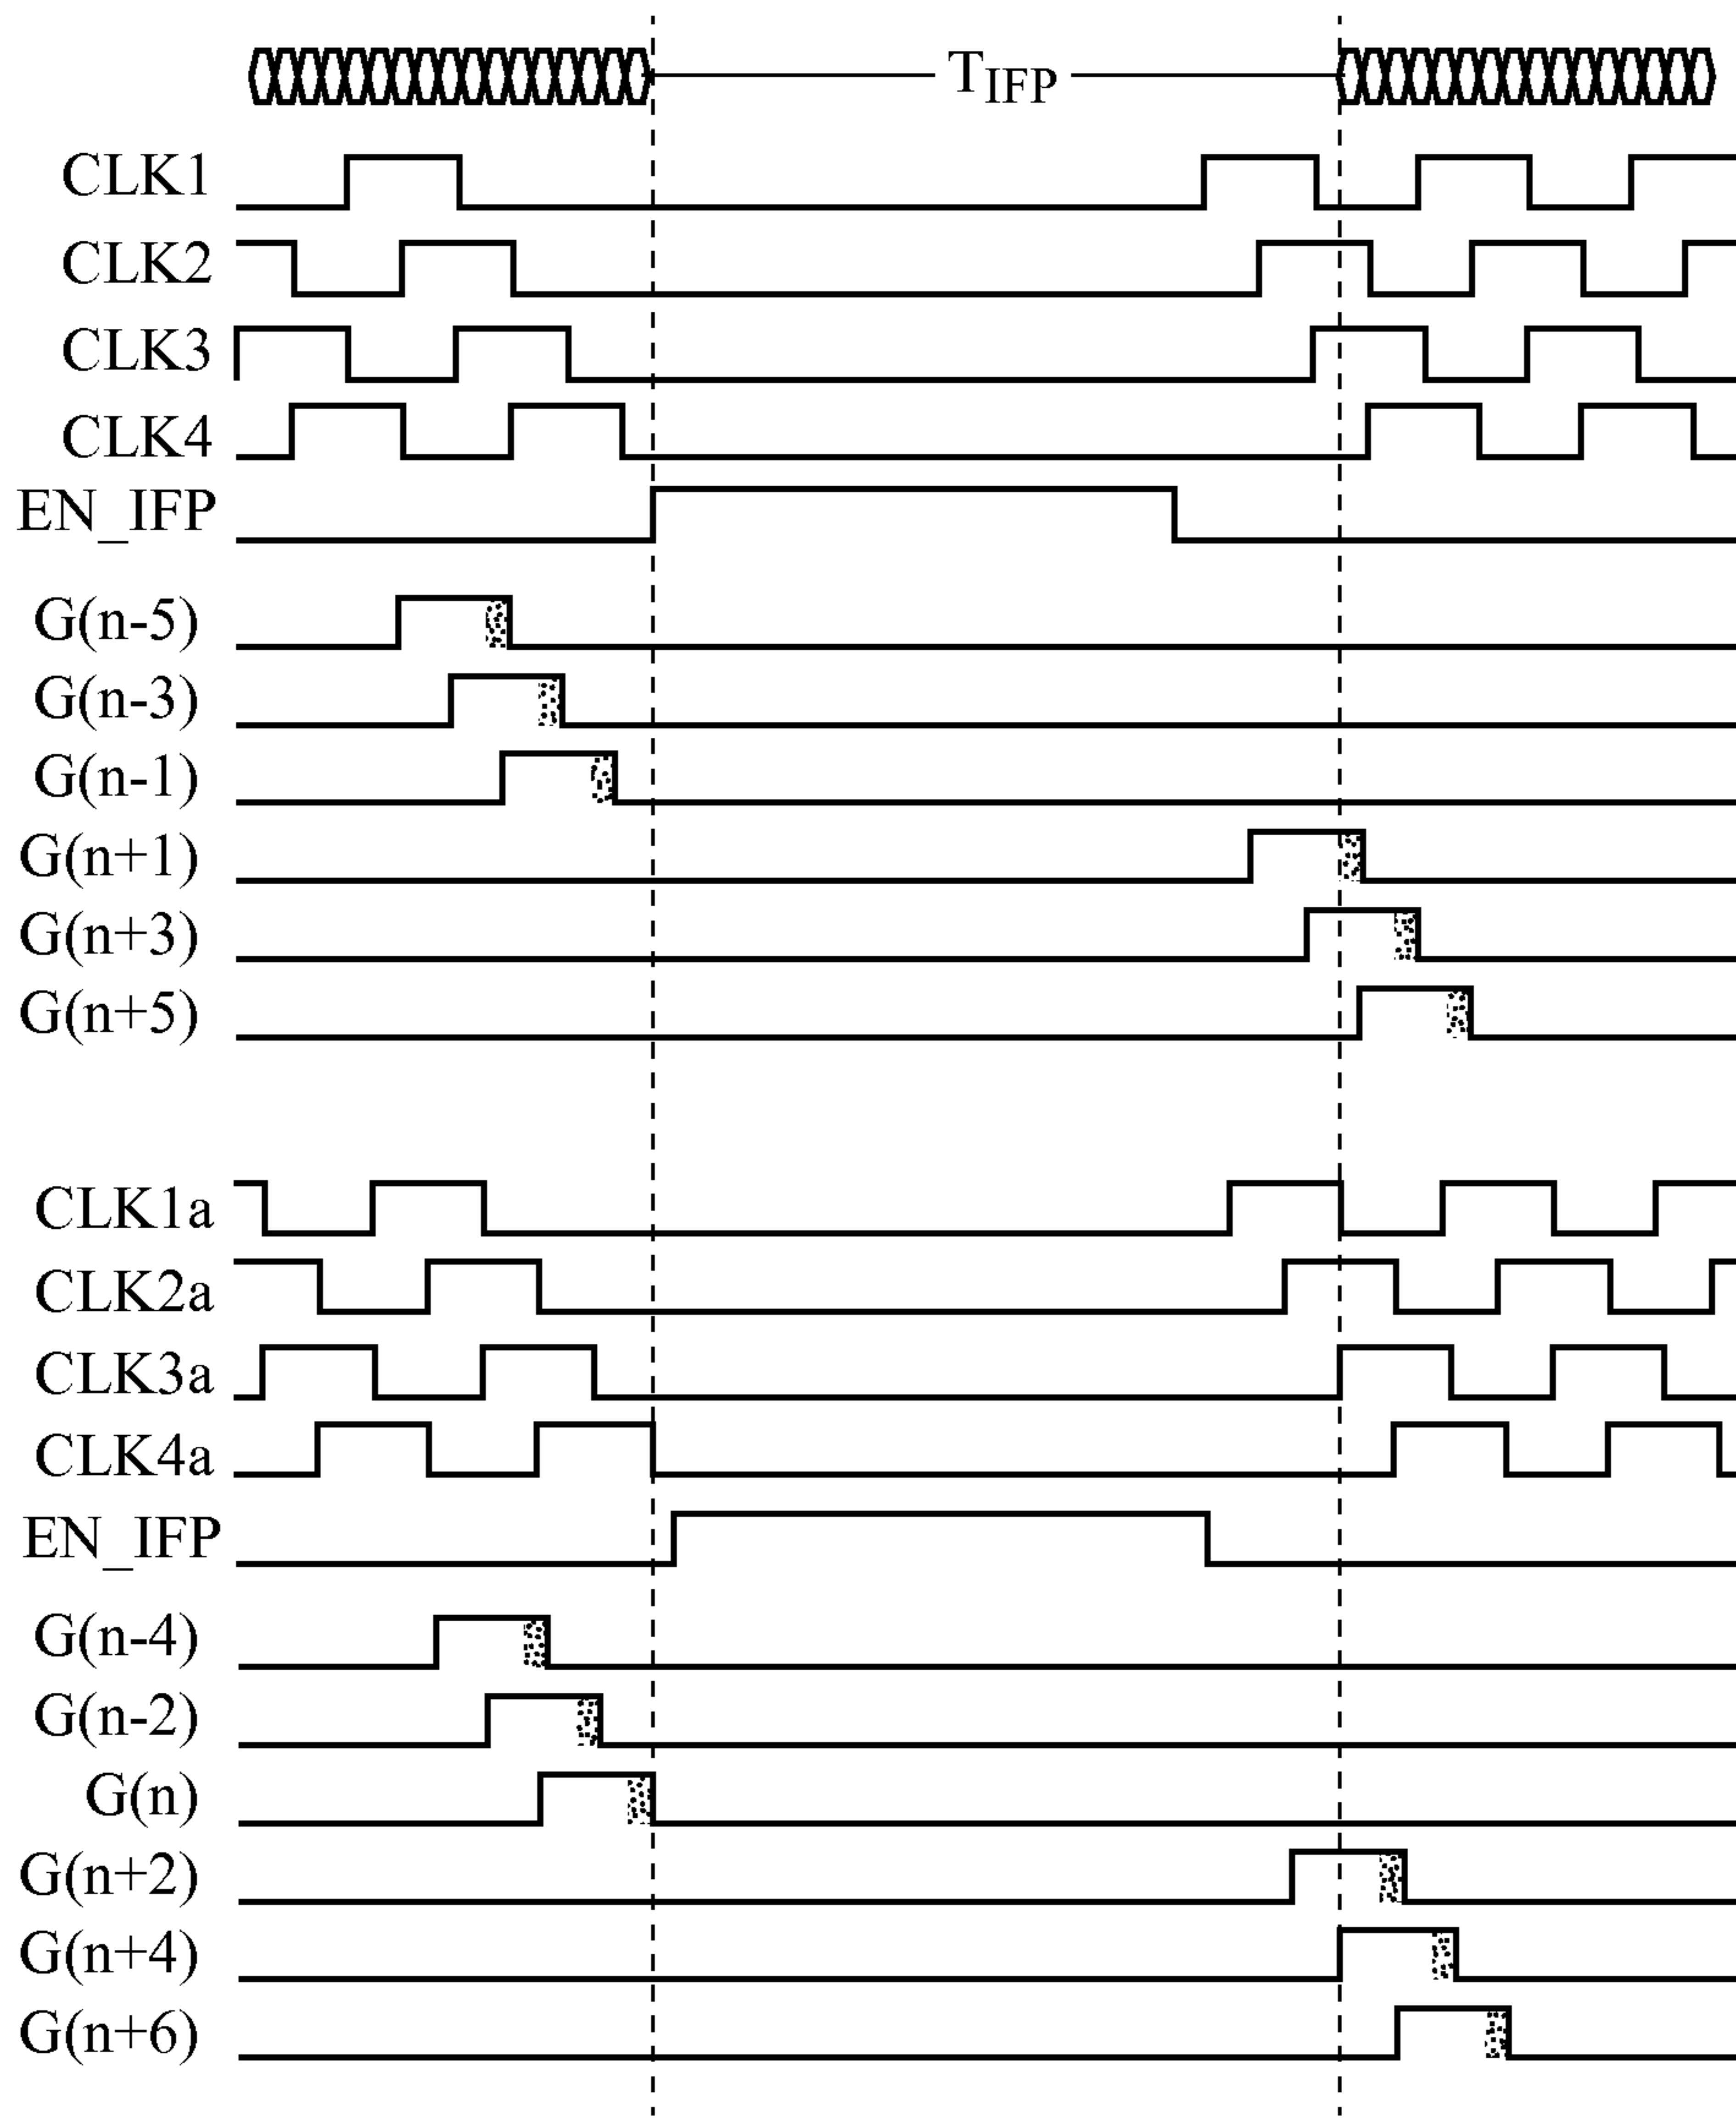 T_IFP
CLK1
CLK2
CLK3
CLK4
EN_IFP
G(n-5)
G(n-3)
G(n-1)
G(n+1)
G(n+3)
G(n+5)
CLK1a
CLK2a
CLK3a
CLK4a
EN_IFP
G(n-4)
G(n-2)
G(n)
G(n+2)
G(n+4)
G(n+6)